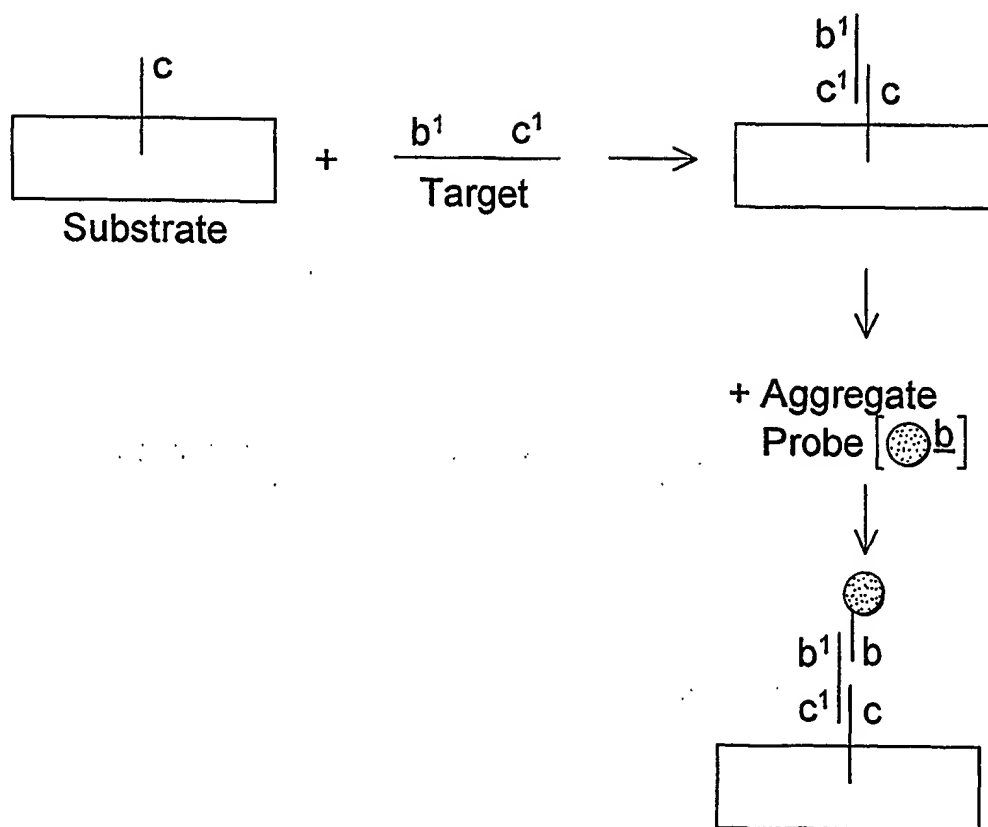 c
Substrate
+
b¹ c¹
Target
b¹
c¹ c
+ Aggregate
Probe [b]
b¹ b
c¹ c